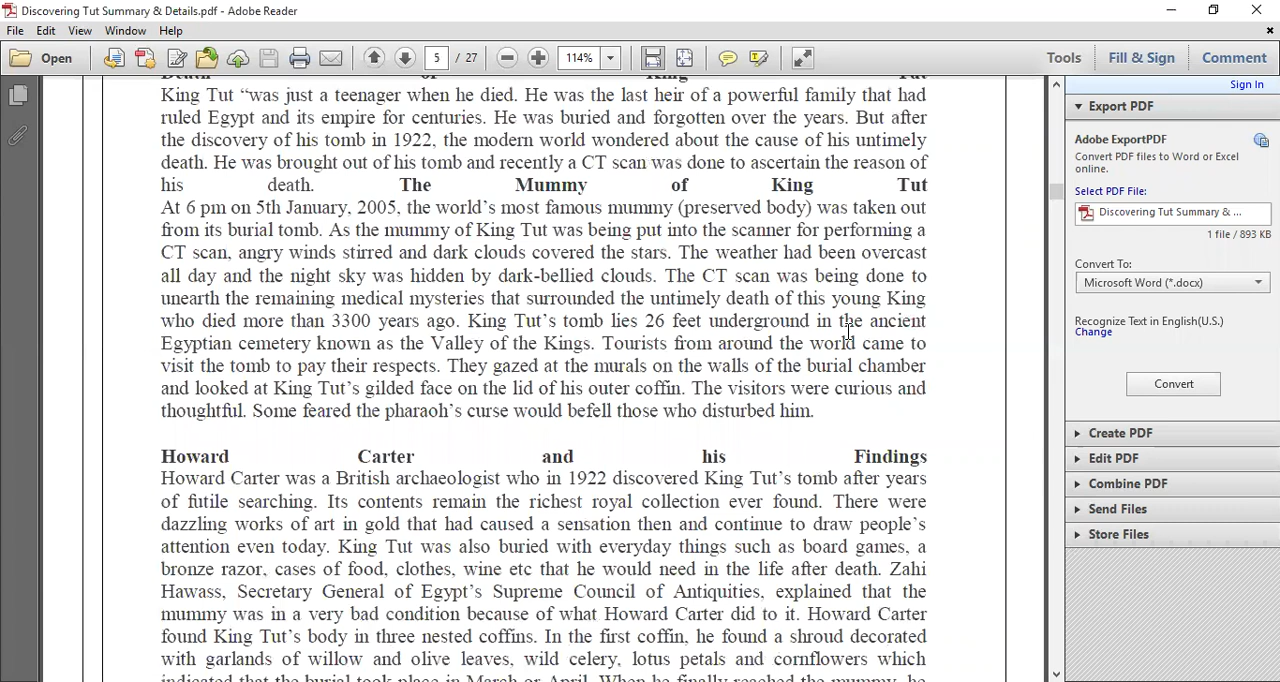 Discovering Tut Summary & Details.pdf - Adobe Reader
File Edit View Window Help
Open 5 / 27 114% Tools Fill & Sign Comment
Sign In
Death of King Tut
King Tut “was just a teenager when he died. He was the last heir of a powerful family that had
ruled Egypt and its empire for centuries. He was buried and forgotten over the years. But after
the discovery of his tomb in 1922, the modern world wondered about the cause of his untimely
death. He was brought out of his tomb and recently a CT scan was done to ascertain the reason of
his death. The Mummy of King Tut
At 6 pm on 5th January, 2005, the world’s most famous mummy (preserved body) was taken out
from its burial tomb. As the mummy of King Tut was being put into the scanner for performing a
CT scan, angry winds stirred and dark clouds covered the stars. The weather had been overcast
all day and the night sky was hidden by dark-bellied clouds. The CT scan was being done to
unearth the remaining medical mysteries that surrounded the untimely death of this young King
who died more than 3300 years ago. King Tut’s tomb lies 26 feet underground in the ancient
Egyptian cemetery known as the Valley of the Kings. Tourists from around the world came to
visit the tomb to pay their respects. They gazed at the murals on the walls of the burial chamber
and looked at King Tut’s gilded face on the lid of his outer coffin. The visitors were curious and
thoughtful. Some feared the pharaoh’s curse would befell those who disturbed him.
Howard Carter and his Findings
Howard Carter was a British archaeologist who in 1922 discovered King Tut’s tomb after years
of futile searching. Its contents remain the richest royal collection ever found. There were
dazzling works of art in gold that had caused a sensation then and continue to draw people’s
attention even today. King Tut was also buried with everyday things such as board games, a
bronze razor, cases of food, clothes, wine etc that he would need in the life after death. Zahi
Hawass, Secretary General of Egypt’s Supreme Council of Antiquities, explained that the
mummy was in a very bad condition because of what Howard Carter did to it. Howard Carter
found King Tut’s body in three nested coffins. In the first coffin, he found a shroud decorated
with garlands of willow and olive leaves, wild celery, lotus petals and cornflowers which
indicated that the burial took place in March or April. When he finally reached the mummy, he
Export PDF
Adobe ExportPDF
Convert PDF files to Word or Excel
online.
Select PDF File:
Discovering Tut Summary & ...
1 file / 893 KB
Convert To:
Microsoft Word (*.docx)
Recognize Text in English(U.S.)
Change
Convert
Create PDF
Edit PDF
Combine PDF
Send Files
Store Files